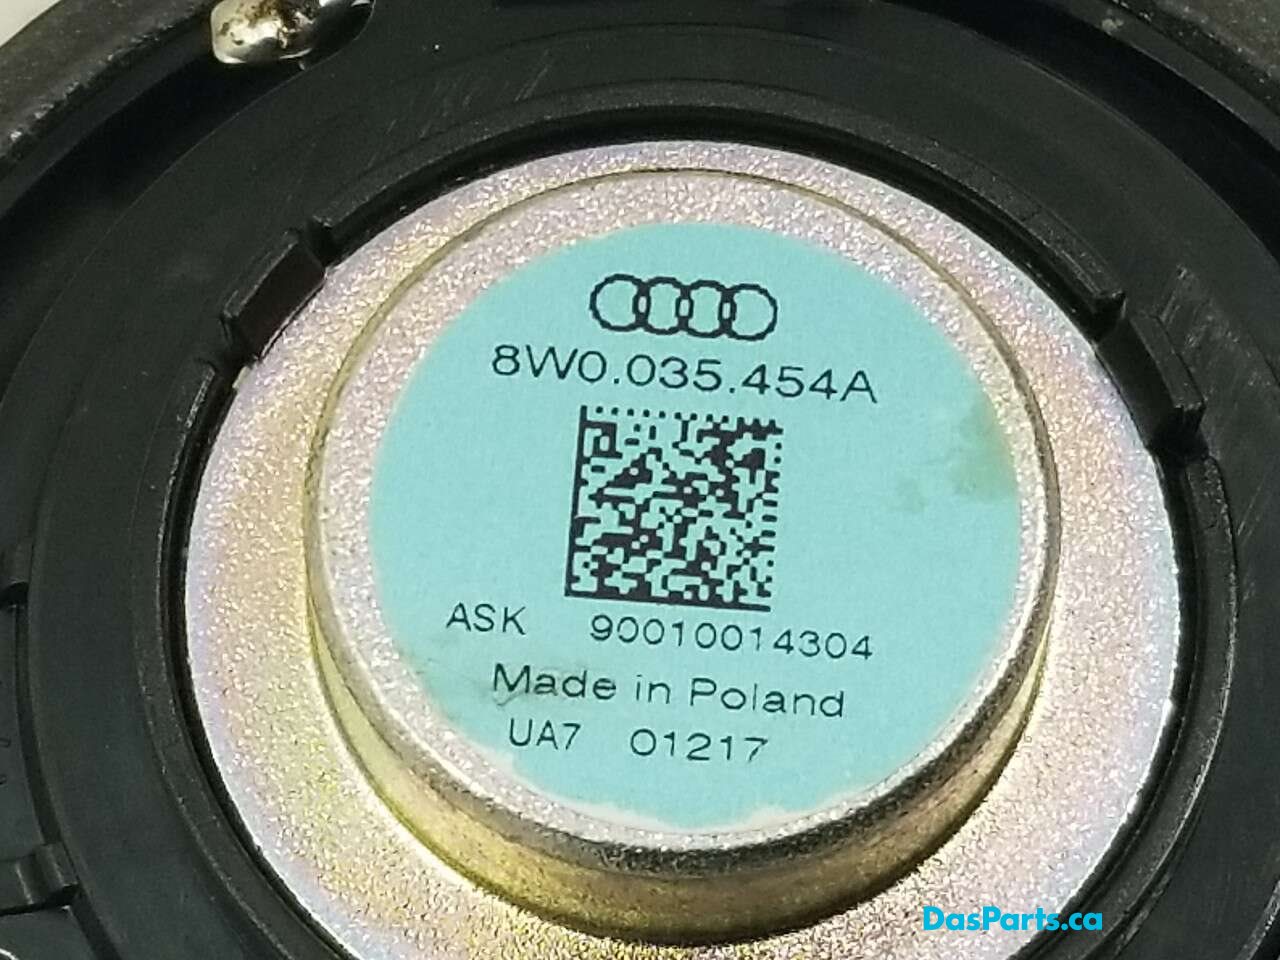 8W0.035.454A
ASK 90010014304
Made in Poland
UA7 01217
DasParts.ca